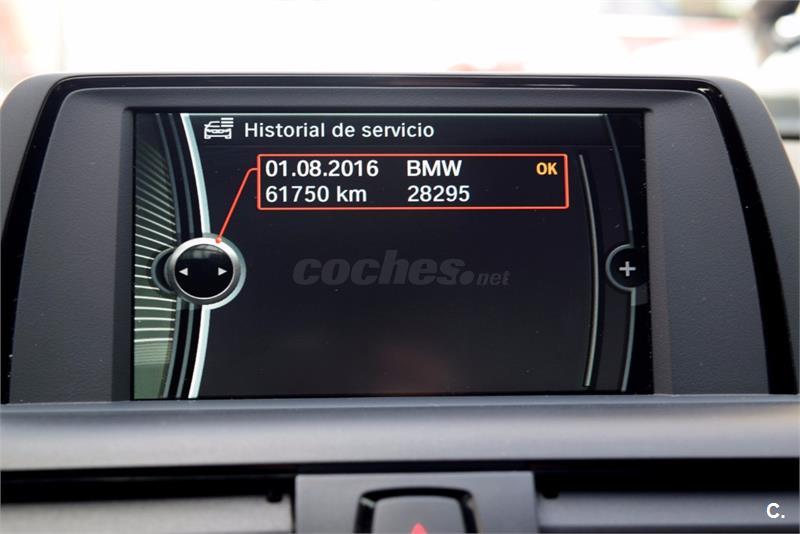 Historial de servicio
01.08.2016 BMW OK
61750 km 28295
coches.net
+
C.